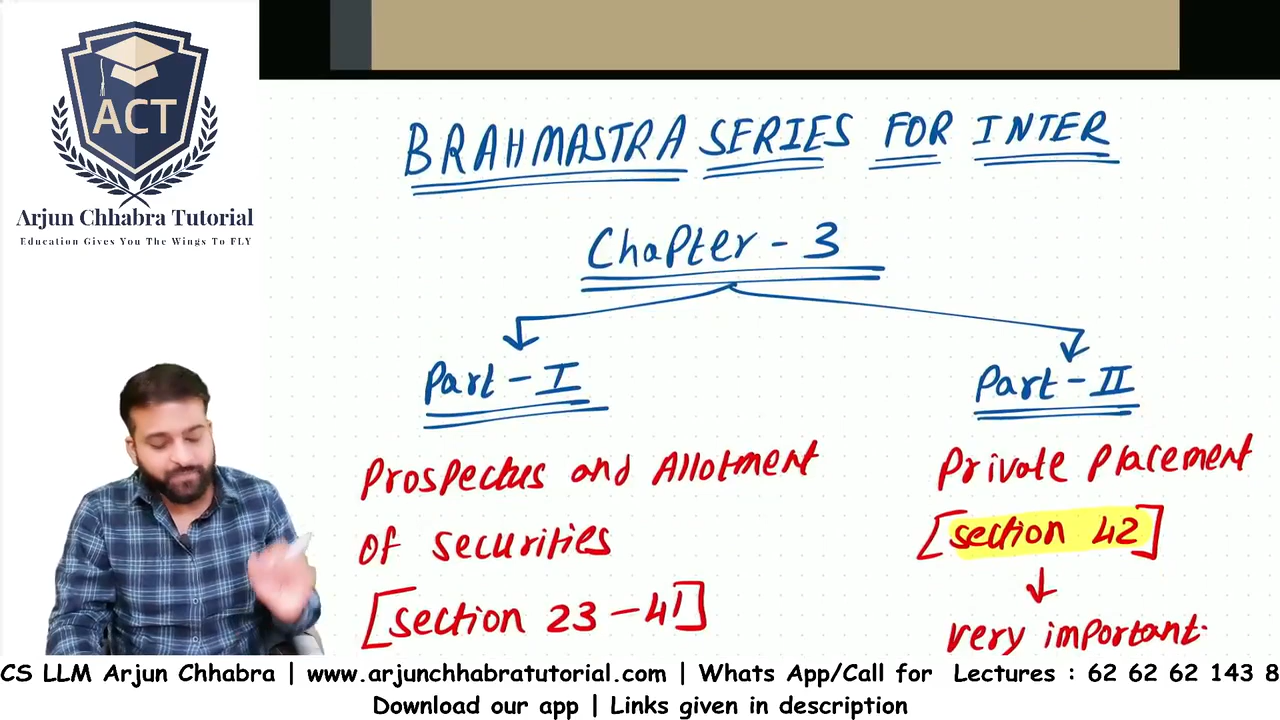 ACT
Arjun Chhabra Tutorial
Education Gives You The Wings To FLY
BRAHMASTRA SERIES FOR INTER
Chapter - 3
Part - I
Part - II
Prospectus and Allotment
of securities
[section 23 - 41]
Private Placement
[section 42]
very important.
CS LLM Arjun Chhabra | www.arjunchhabratutorial.com | Whats App/Call for Lectures : 62 62 62 143 8
Download our app | Links given in description